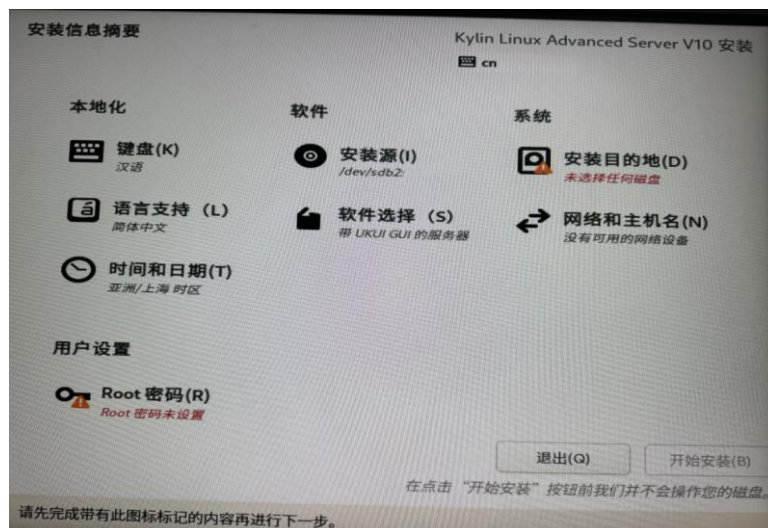 安装信息摘要
Kylin Linux Advanced Server V10 安装
cn
本地化
键盘(K)
汉语
语言支持 (L)
简体中文
时间和日期(T)
亚洲/上海 时区
软件
安装源(I)
/dev/sdb2:
软件选择 (S)
带 UKUI GUI 的服务器
系统
安装目的地(D)
未选择任何磁盘
网络和主机名(N)
没有可用的网络设备
用户设置
Root 密码(R)
Root 密码未设置
退出(Q)
开始安装(B)
在点击 “开始安装” 按钮前我们并不会操作您的磁盘。
请先完成带有此图标标记的内容再进行下一步。